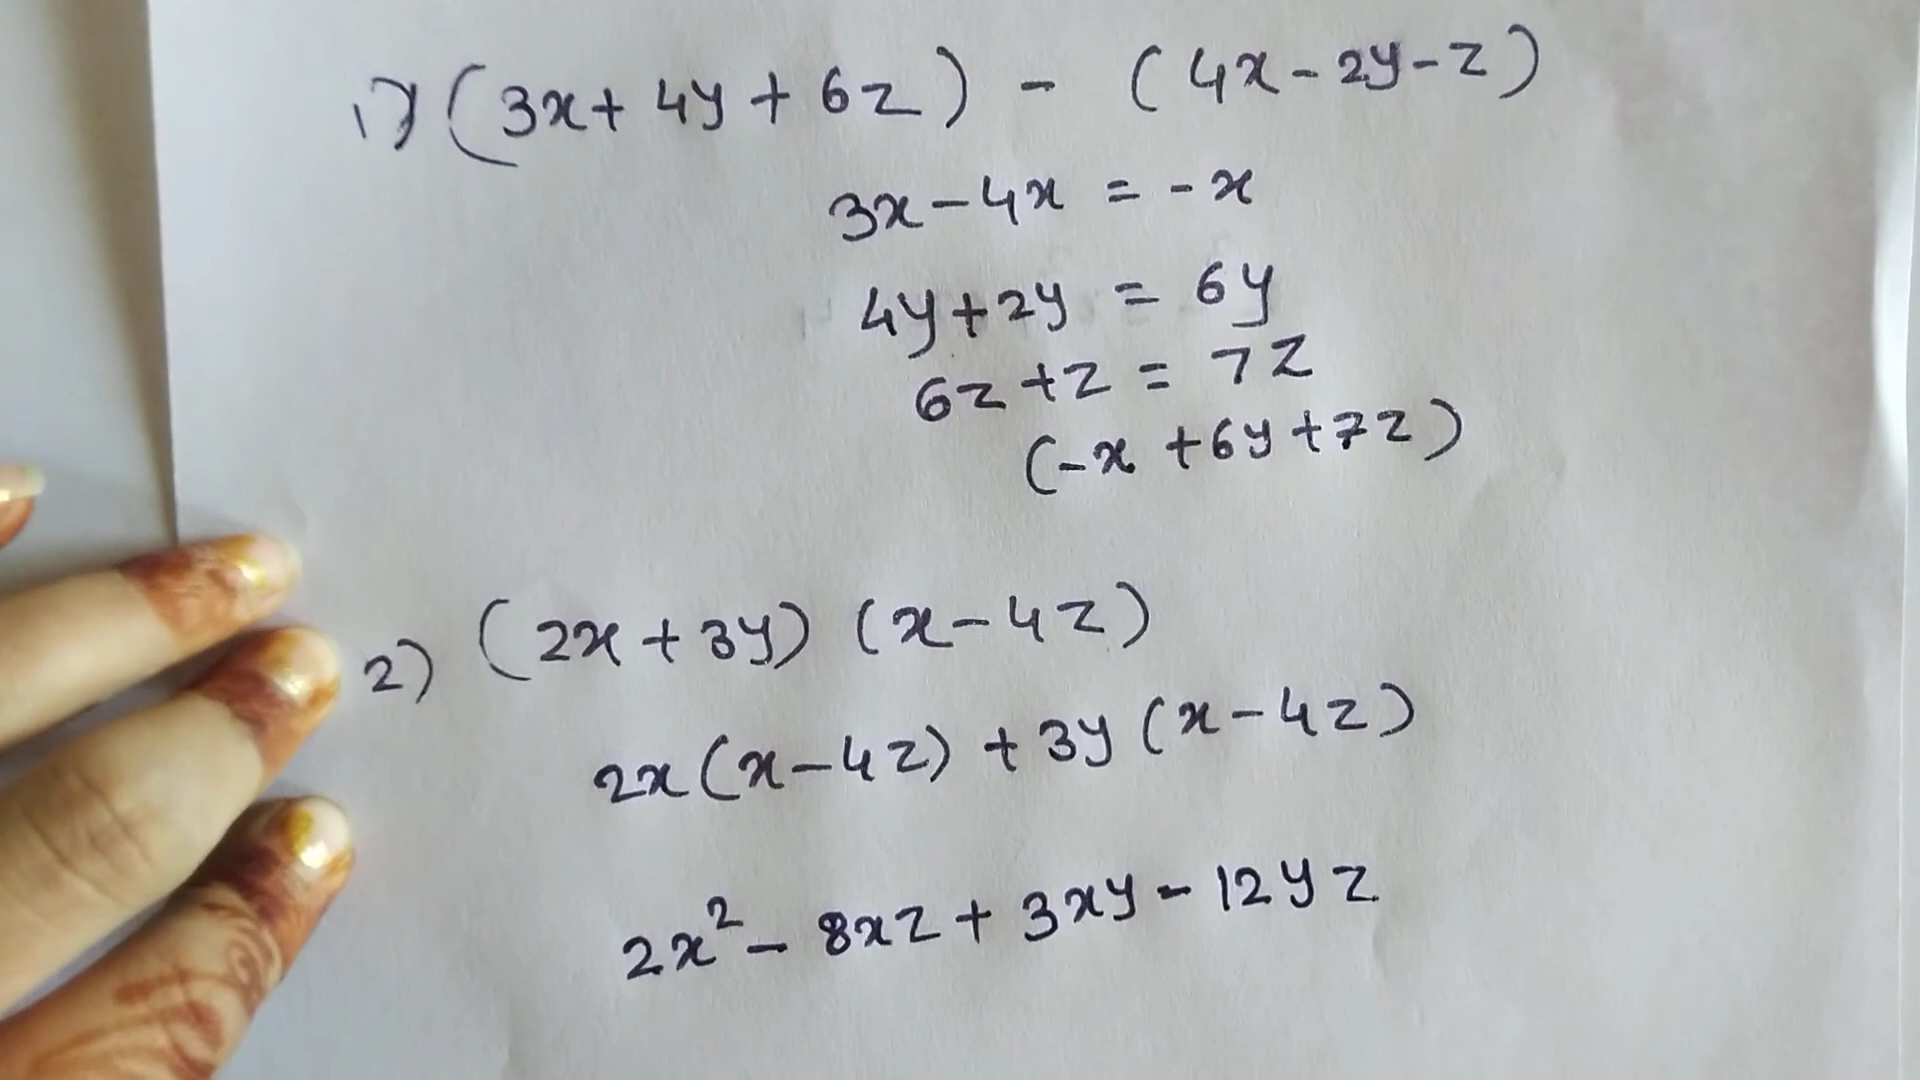 1) (3x + 4y + 6z) - (4x - 2y - z)
3x - 4x = -x
4y + 2y = 6y
6z + z = 7z
(-x + 6y + 7z)
2) (2x + 3y) (x - 4z)
2x (x - 4z) + 3y (x - 4z)
2x² - 8xz + 3xy - 12yz